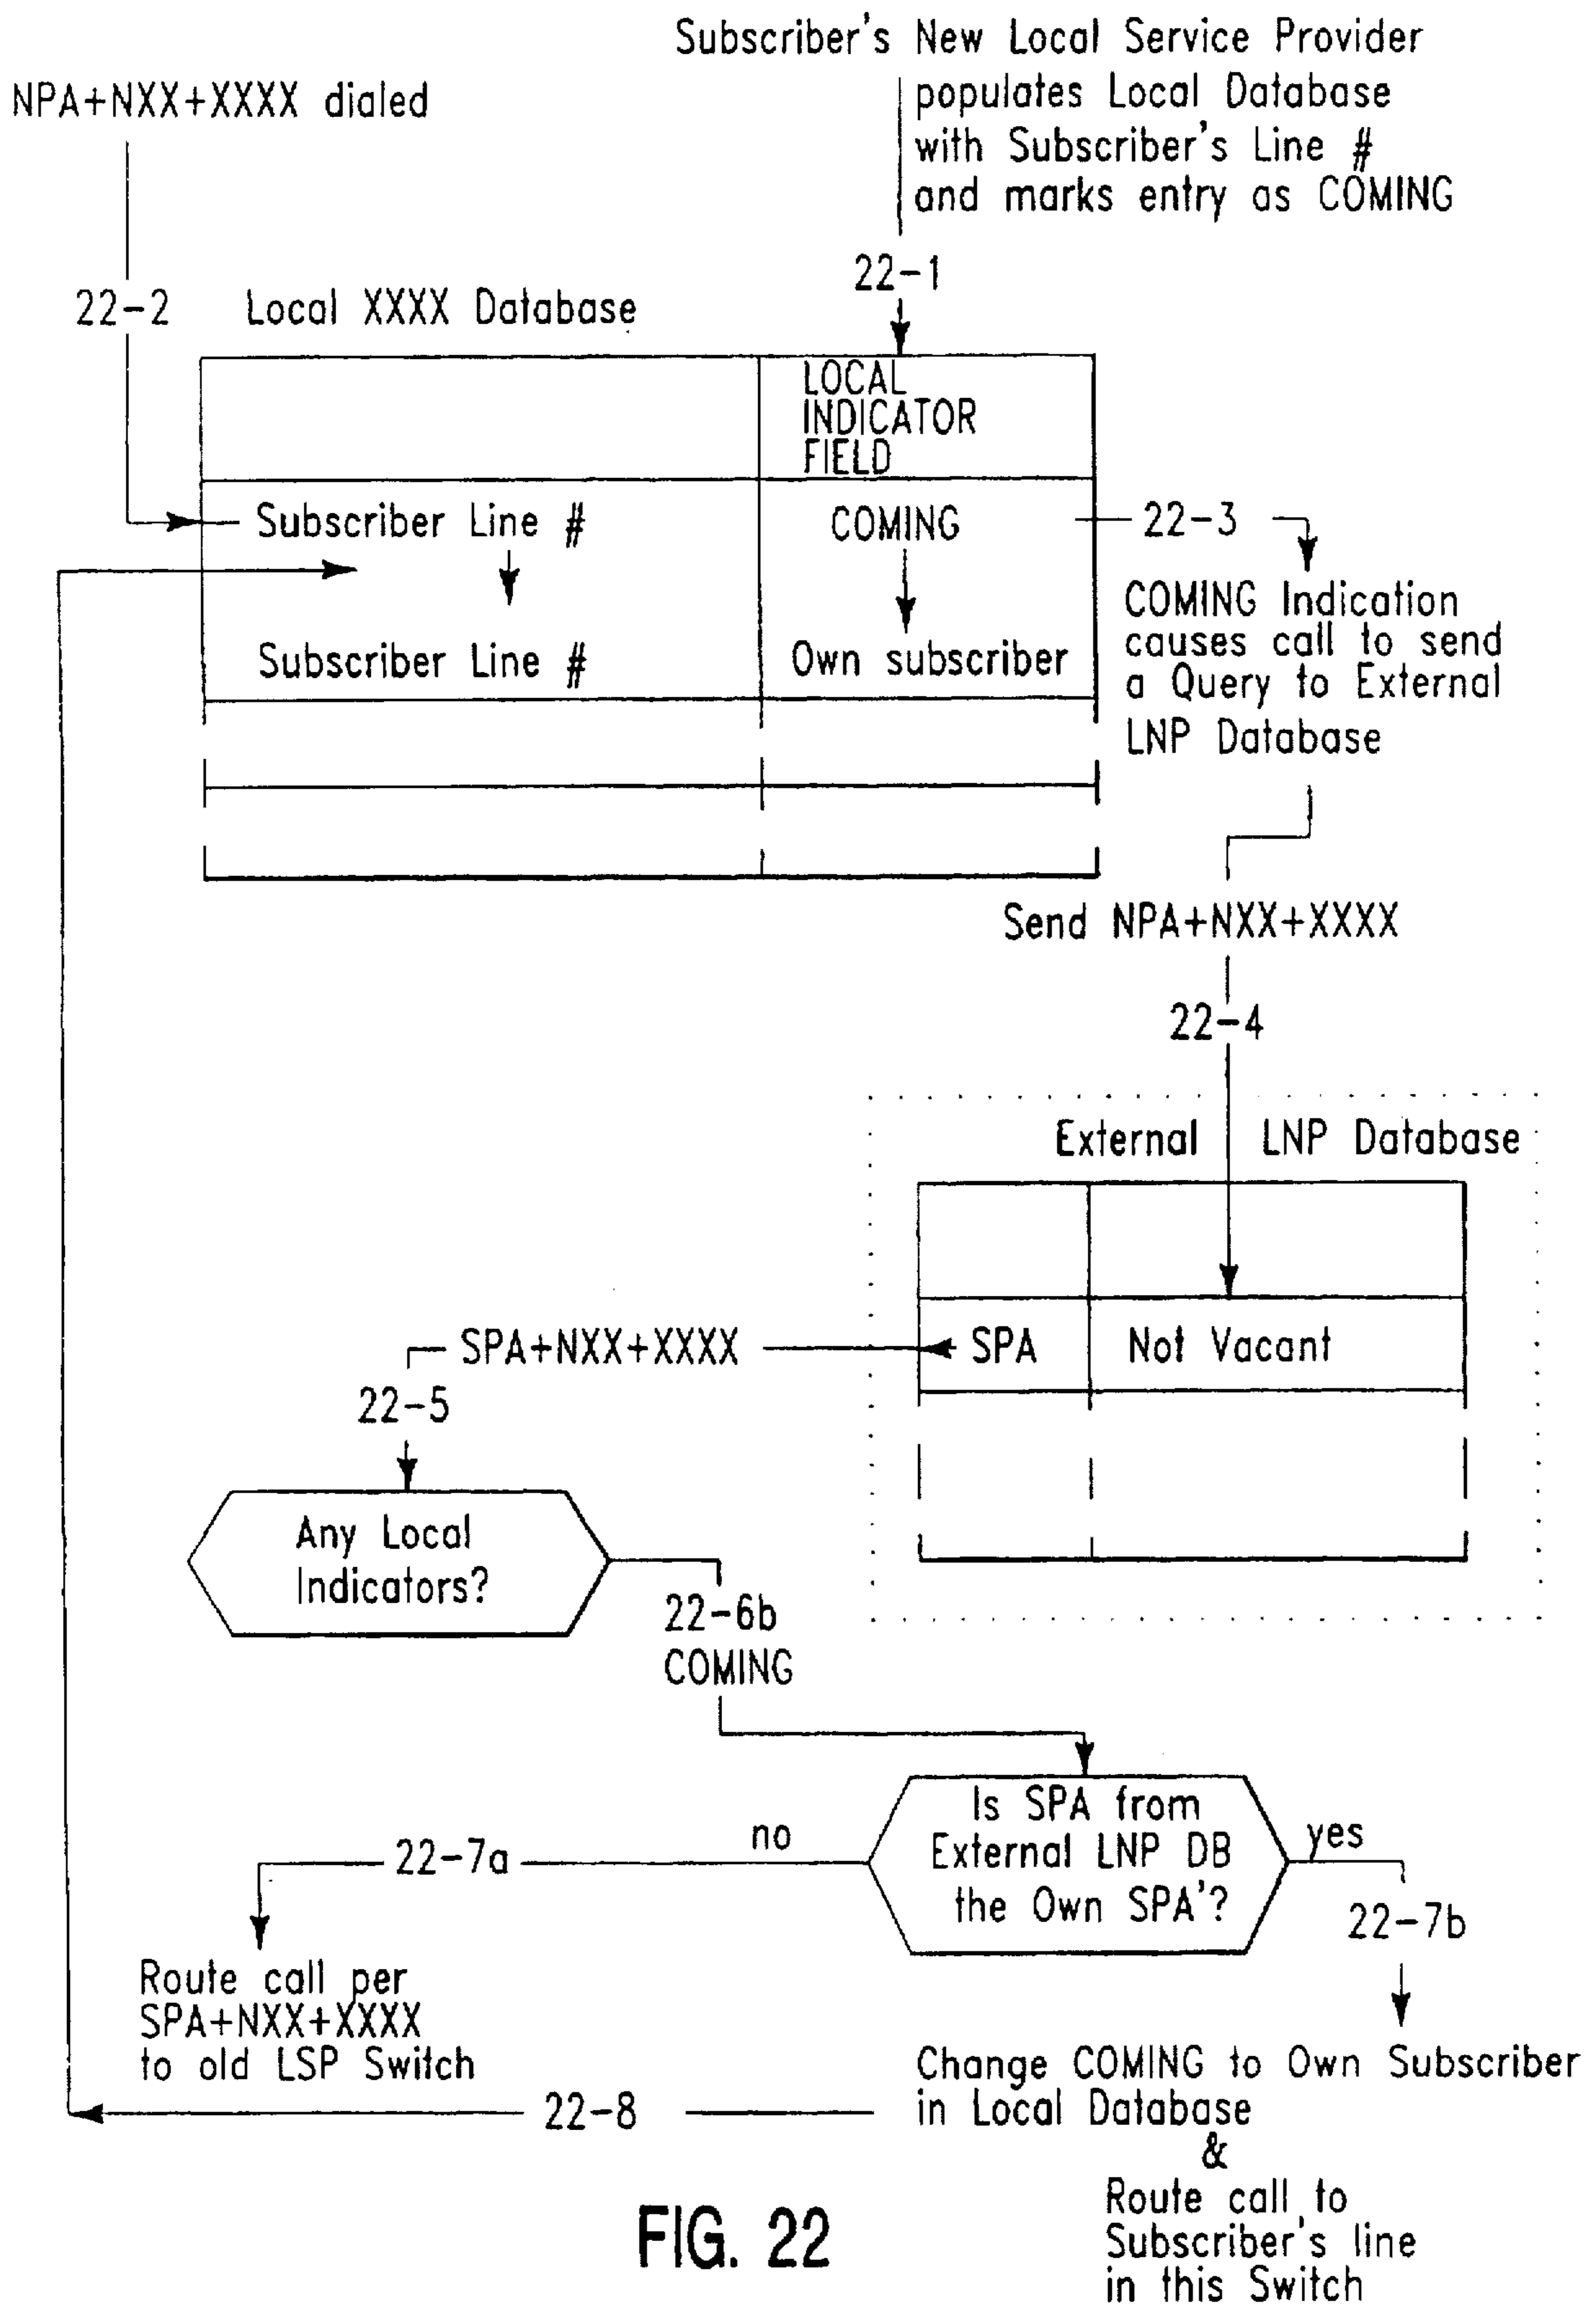 Subscriber's New Local Service Provider
populates Local Database
with Subscriber's Line #
and marks entry as COMING
NPA+NXX+XXXX dialed
22-1
22-2
Local XXXX Database
LOCAL
INDICATOR
FIELD
Subscriber Line #
COMING
22-3
Subscriber Line #
Own subscriber
COMING Indication
causes call to send
a Query to External
LNP Database
Send NPA+NXX+XXXX
22-4
External LNP Database
SPA
Not Vacant
SPA+NXX+XXXX
22-5
Any Local
Indicators?
22-6b
COMING
Is SPA from
External LNP DB
the Own SPA'?
no
yes
22-7a
22-7b
Route call per
SPA+NXX+XXXX
to old LSP Switch
Change COMING to Own Subscriber
in Local Database
&
Route call to
Subscriber's line
in this Switch
22-8
FIG. 22